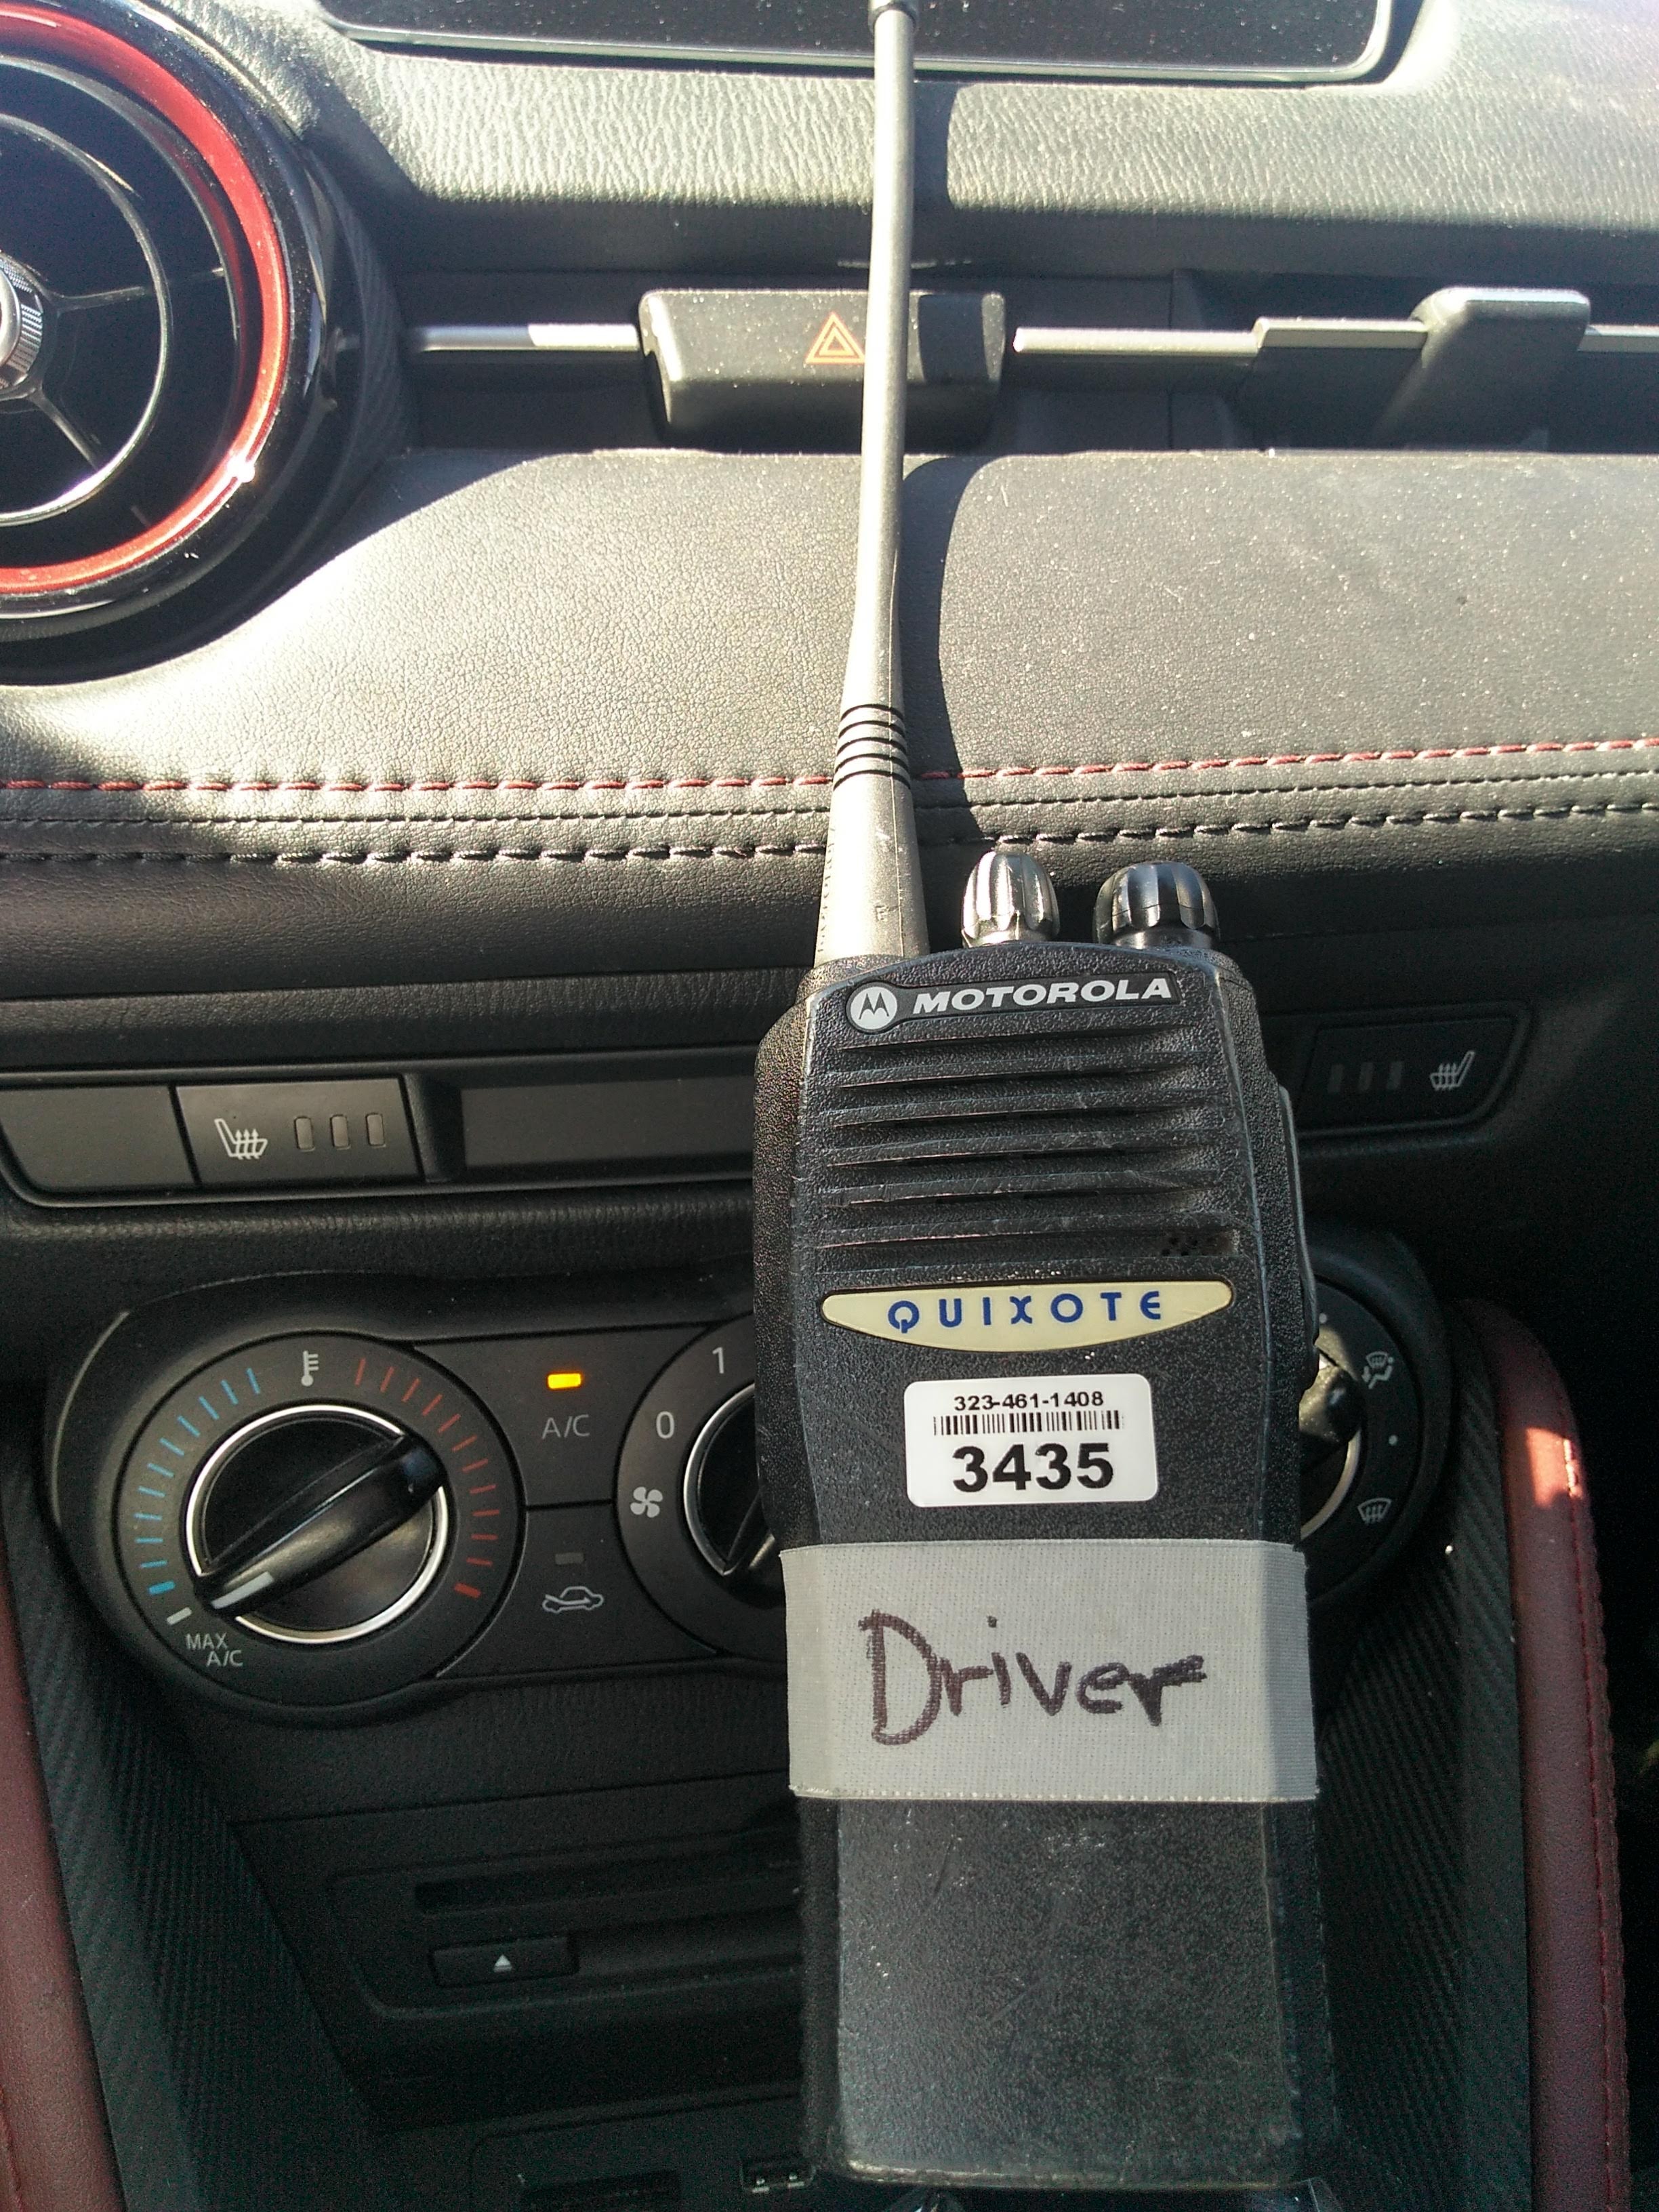 MOTOROLA
QUIXOTE
323-461-1408
3435
1
A/C
0
MAX
A/C
Driver